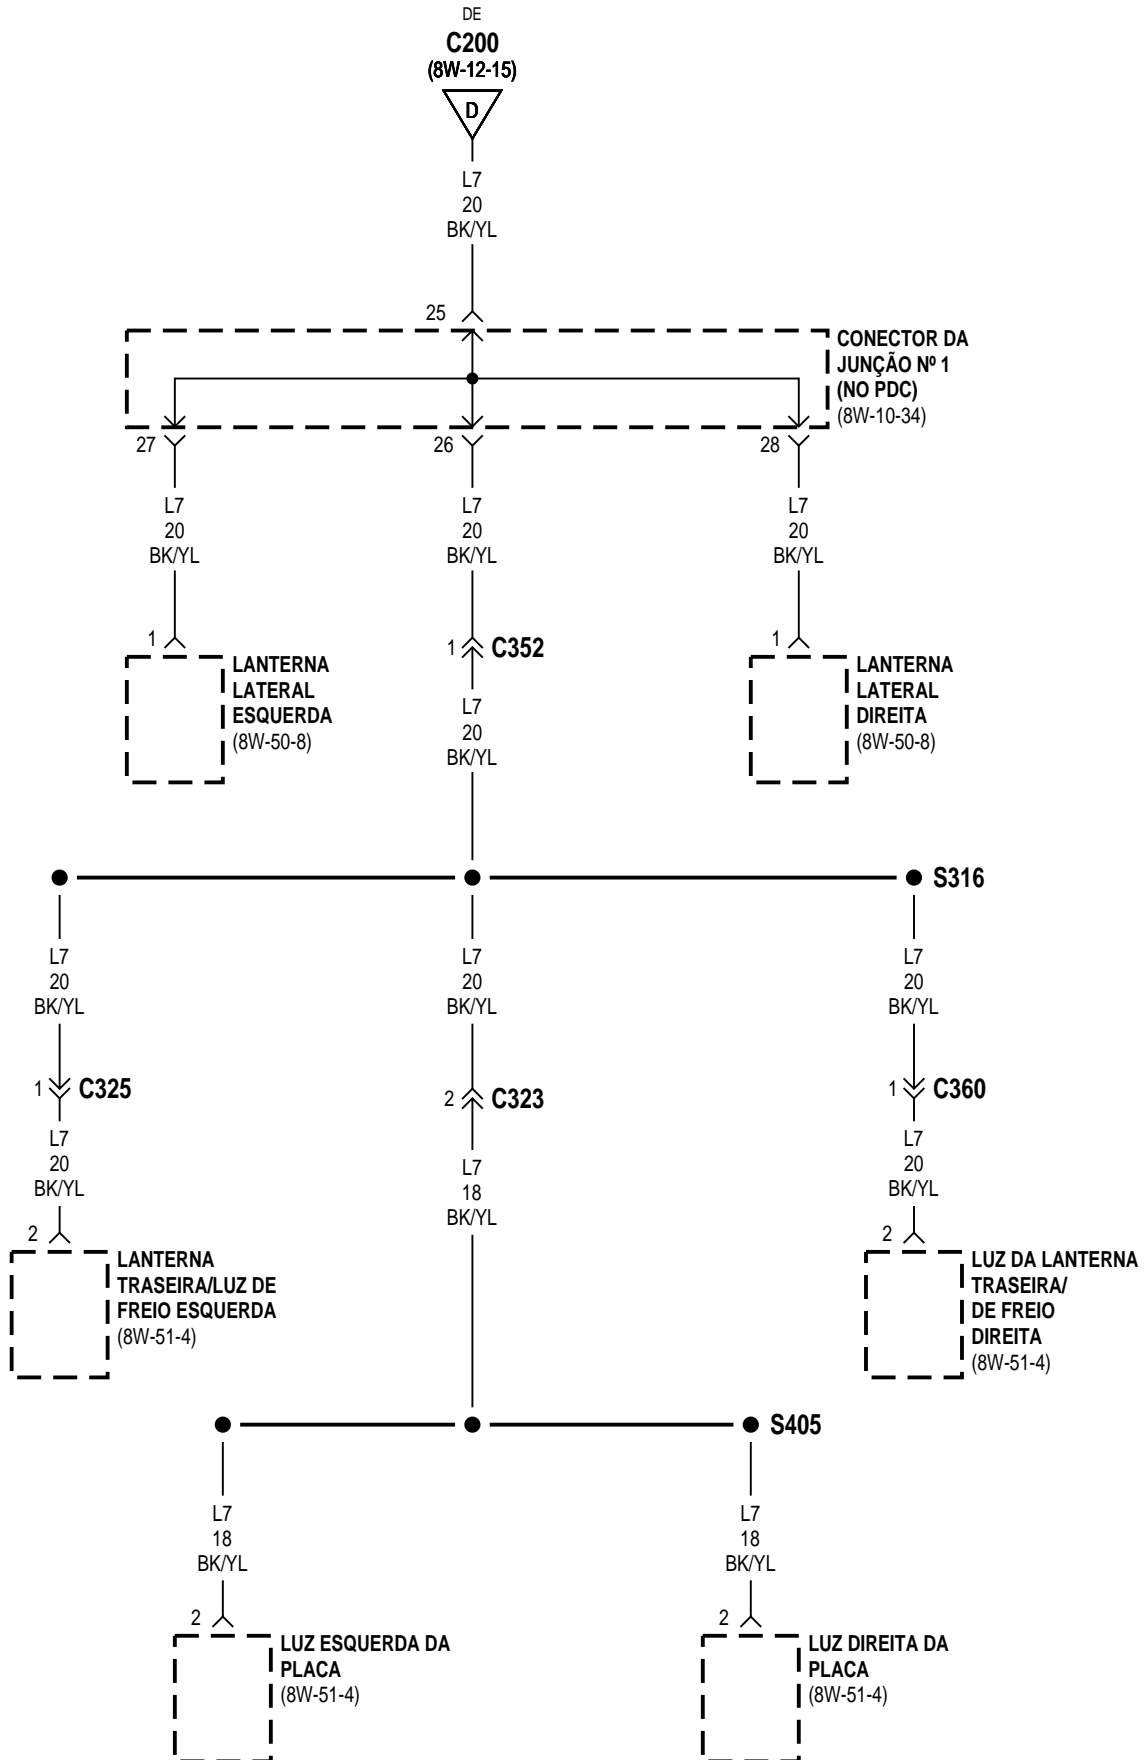 DE
C200
(8W-12-15)
D
L7
20
BK/YL
25
CONECTOR DA
JUNÇÃO Nº 1
(NO PDC)
(8W-10-34)
27
26
28
L7
20
BK/YL
L7
20
BK/YL
L7
20
BK/YL
1
LANTERNA
LATERAL
ESQUERDA
(8W-50-8)
1
C352
L7
20
BK/YL
1
LANTERNA
LATERAL
DIREITA
(8W-50-8)
S316
L7
20
BK/YL
L7
20
BK/YL
L7
20
BK/YL
1
C325
2
C323
1
C360
L7
20
BK/YL
L7
18
BK/YL
L7
20
BK/YL
2
LANTERNA
TRASEIRA/LUZ DE
FREIO ESQUERDA
(8W-51-4)
2
LUZ DA LANTERNA
TRASEIRA/
DE FREIO
DIREITA
(8W-51-4)
S405
L7
18
BK/YL
L7
18
BK/YL
2
LUZ ESQUERDA DA
PLACA
(8W-51-4)
2
LUZ DIREITA DA
PLACA
(8W-51-4)